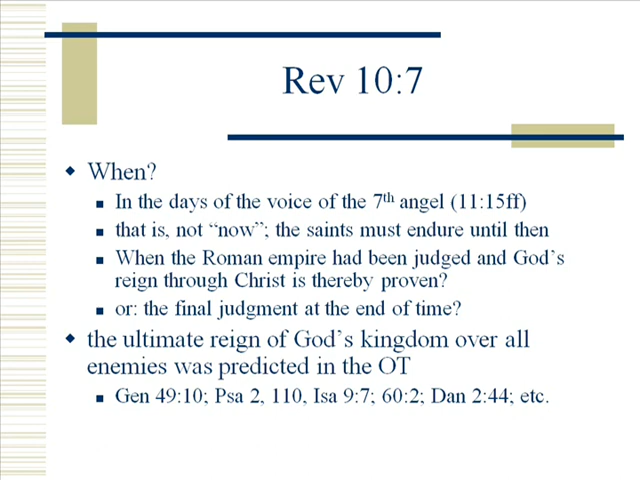 Rev 10:7
When?
In the days of the voice of the 7th angel (11:15ff)
that is, not “now”; the saints must endure until then
When the Roman empire had been judged and God’s
reign through Christ is thereby proven?
or: the final judgment at the end of time?
the ultimate reign of God’s kingdom over all
enemies was predicted in the OT
Gen 49:10; Psa 2, 110, Isa 9:7; 60:2; Dan 2:44; etc.